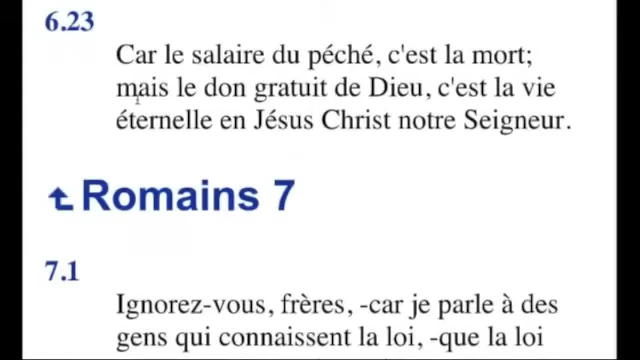 6.23
Car le salaire du péché, c'est la mort;
mais le don gratuit de Dieu, c'est la vie
éternelle en Jésus Christ notre Seigneur.
Romains 7
7.1
Ignorez-vous, frères, -car je parle à des
gens qui connaissent la loi, -que la loi